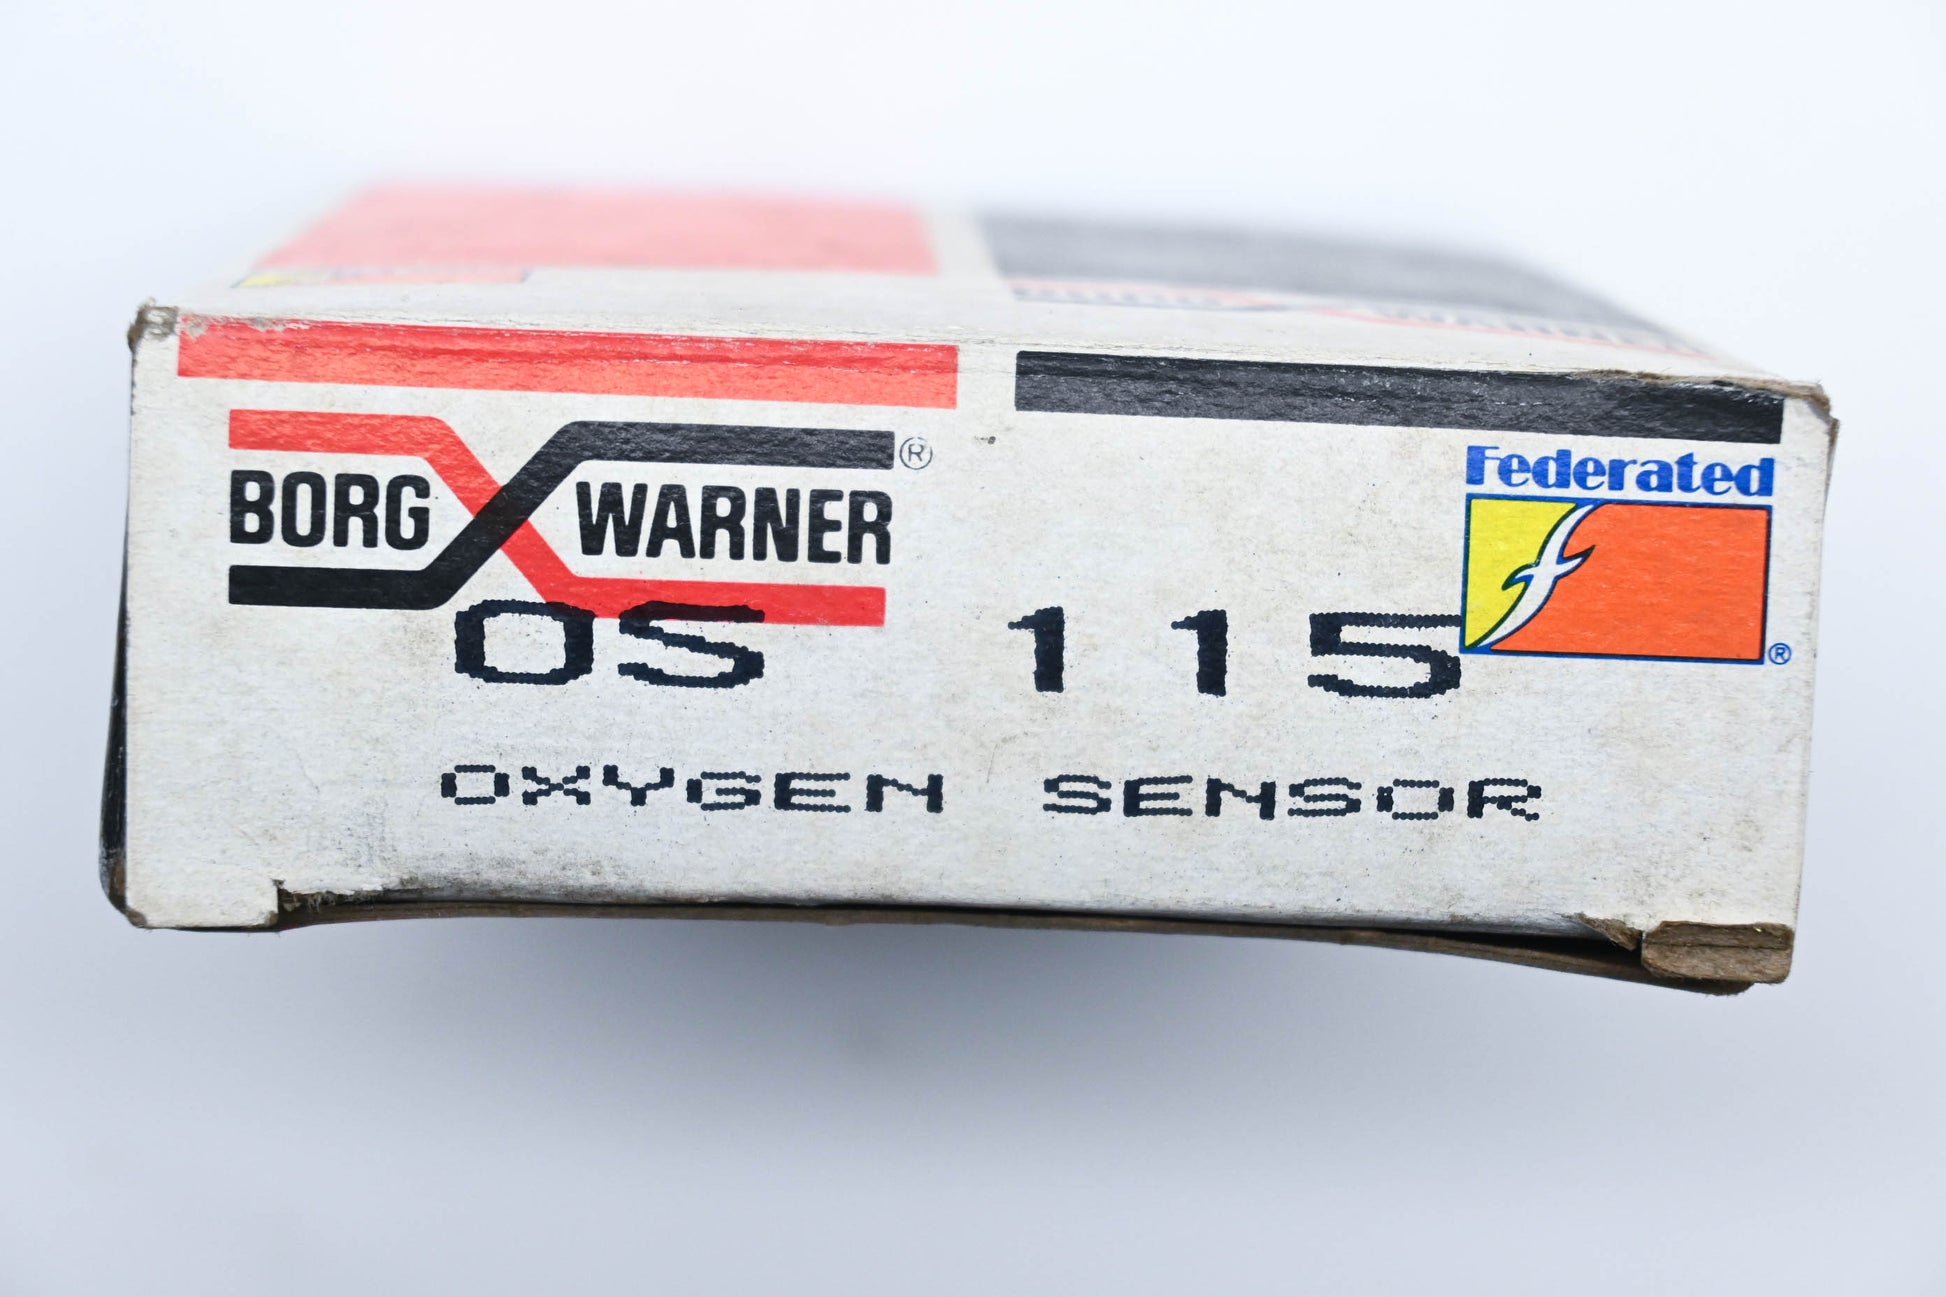 BORG WARNER ®
Federated ®
OS 115
OXYGEN SENSOR